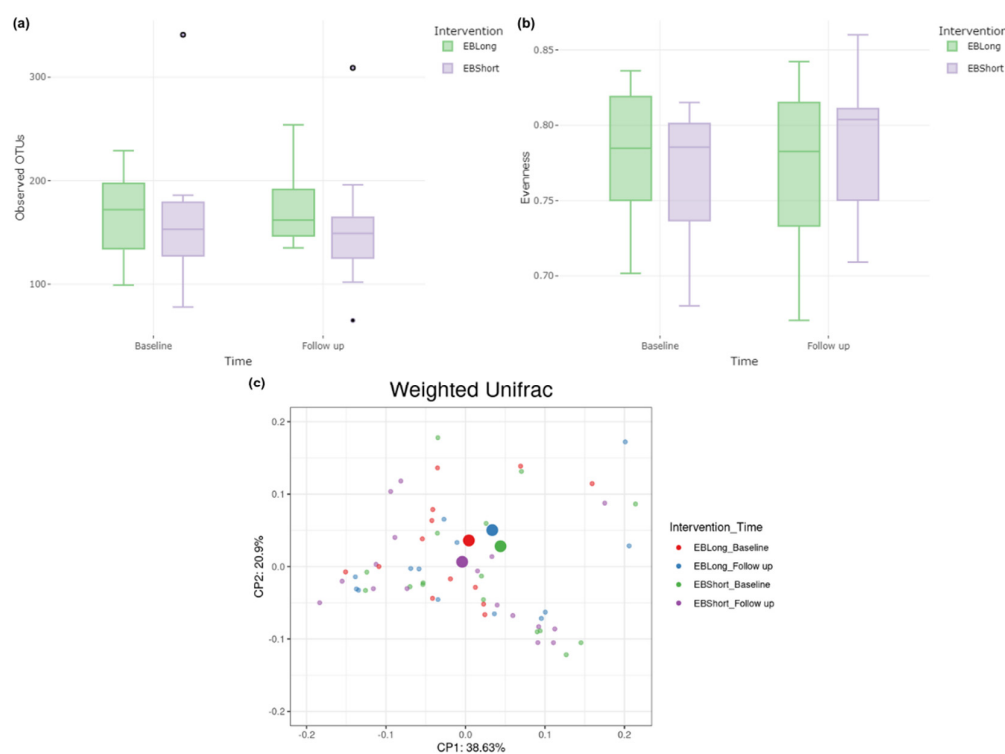 (a)
Intervention
EBLong
EBShort
300
200
100
Observed OTUs
Baseline
Follow up
Time
(b)
Intervention
EBLong
EBShort
0.85
0.80
0.75
0.70
Evenness
Baseline
Follow up
Time
(c)
Weighted Unifrac
0.2
0.1
0.0
-0.1
-0.2
CP2: 20.9%
-0.2
-0.1
0.0
0.1
0.2
CP1: 38.63%
Intervention_Time
EBLong_Baseline
EBLong_Follow up
EBShort_Baseline
EBShort_Follow up